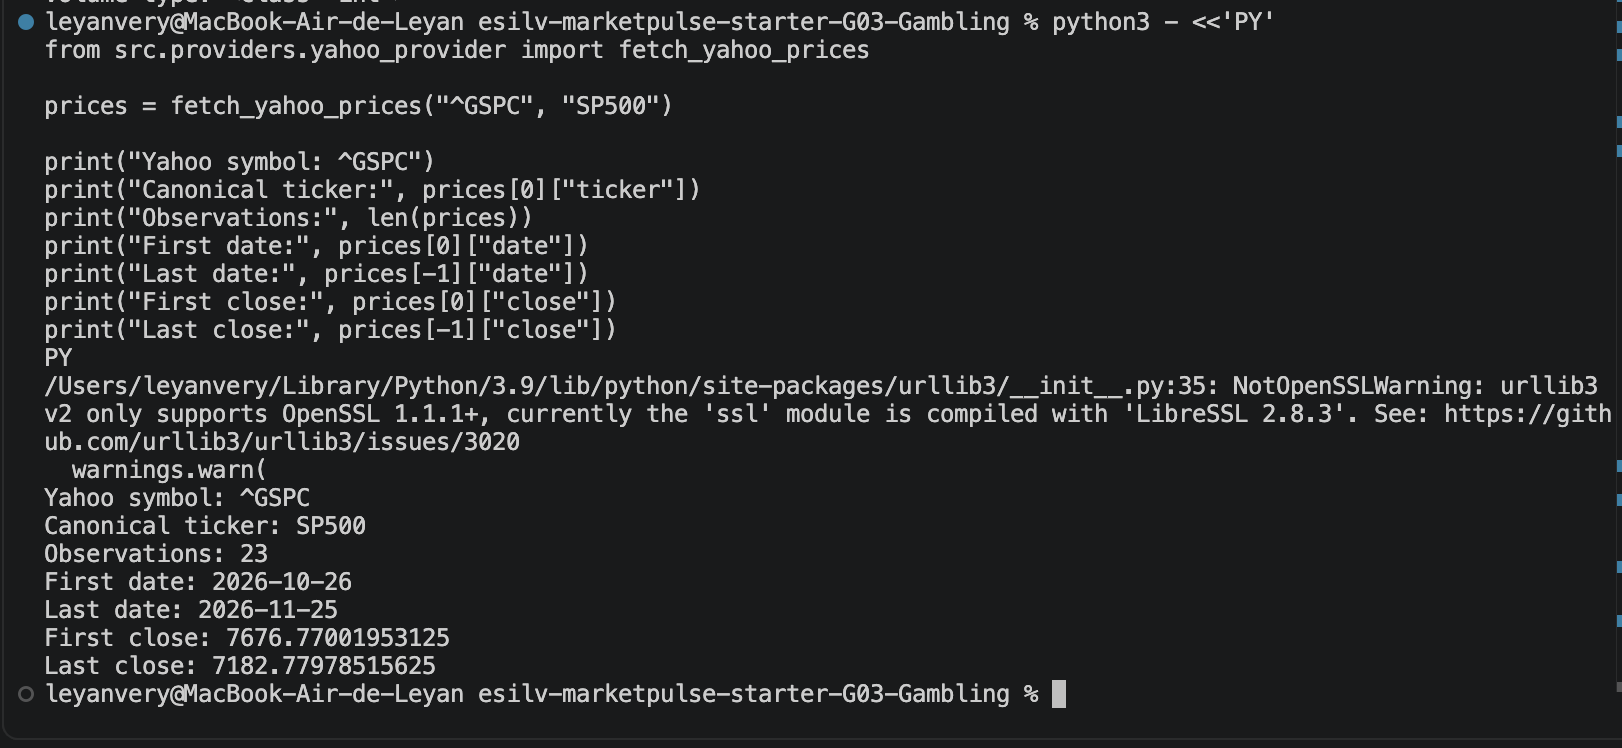 leyanvery@MacBook-Air-de-Leyan esilv-marketpulse-starter-G03-Gambling % python3 - <<'PY'
from src.providers.yahoo_provider import fetch_yahoo_prices
prices = fetch_yahoo_prices("^GSPC", "SP500")
print("Yahoo symbol: ^GSPC")
print("Canonical ticker:", prices[0]["ticker"])
print("Observations:", len(prices))
print("First date:", prices[0]["date"])
print("Last date:", prices[-1]["date"])
print("First close:", prices[0]["close"])
print("Last close:", prices[-1]["close"])
PY
/Users/leyanvery/Library/Python/3.9/lib/python/site-packages/urllib3/__init__.py:35: NotOpenSSLWarning: urllib3
v2 only supports OpenSSL 1.1.1+, currently the 'ssl' module is compiled with 'LibreSSL 2.8.3'. See: https://gith
ub.com/urllib3/urllib3/issues/3020
  warnings.warn(
Yahoo symbol: ^GSPC
Canonical ticker: SP500
Observations: 23
First date: 2026-10-26
Last date: 2026-11-25
First close: 7676.77001953125
Last close: 7182.77978515625
leyanvery@MacBook-Air-de-Leyan esilv-marketpulse-starter-G03-Gambling %